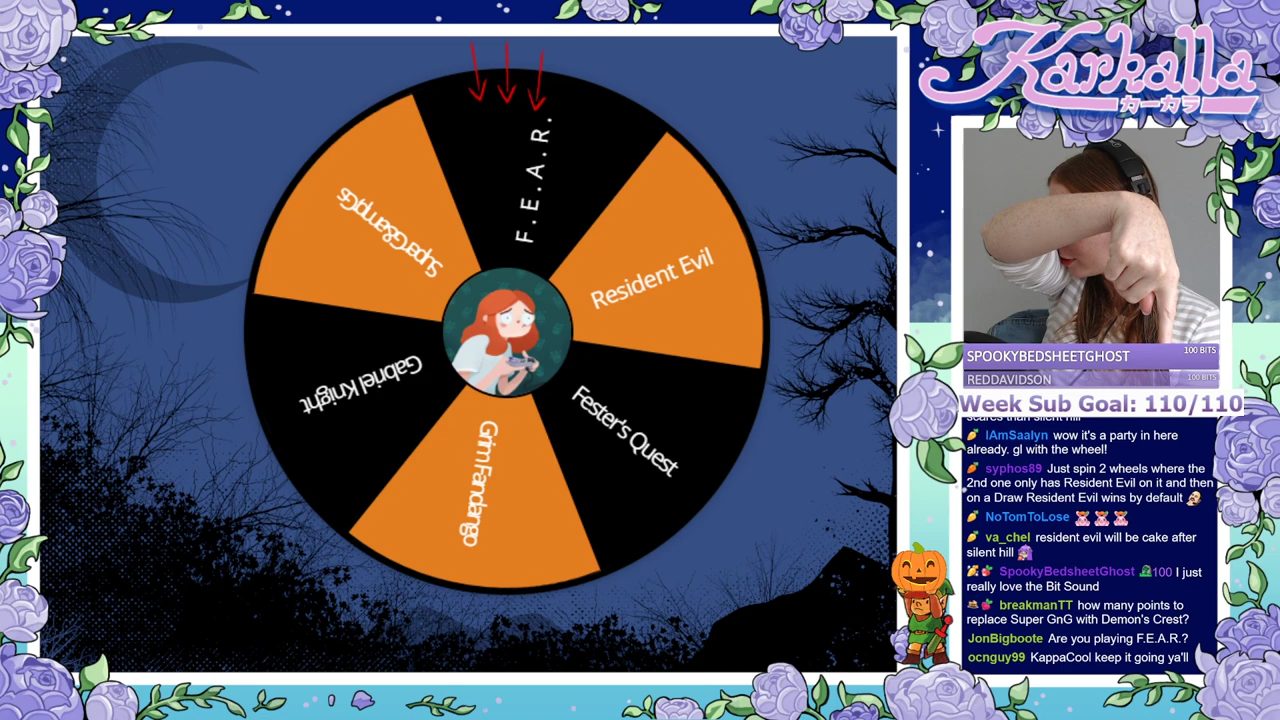 Karkalla
カーカラ
F.E.A.R.
Resident Evil
Fester's Quest
Grim Fandango
Gabriel Knight
SPOOKYBEDSHEETGHOST 100 BITS
REDDAVIDSON 100 BITS
Week Sub Goal: 110/110
scares than silent hill
IAmSaalyn wow it's a party in here
already. gl with the wheel!
syphos89 Just spin 2 wheels where the
2nd one only has Resident Evil on it and then
on a Draw Resident Evil wins by default
NoTomToLose
va_chel resident evil will be cake after
silent hill
SpookyBedsheetGhost 100 I just
really love the Bit Sound
breakmanTT how many points to
replace Super GnG with Demon's Crest?
JonBigboote Are you playing F.E.A.R.?
ocnguy99 KappaCool keep it going ya'll